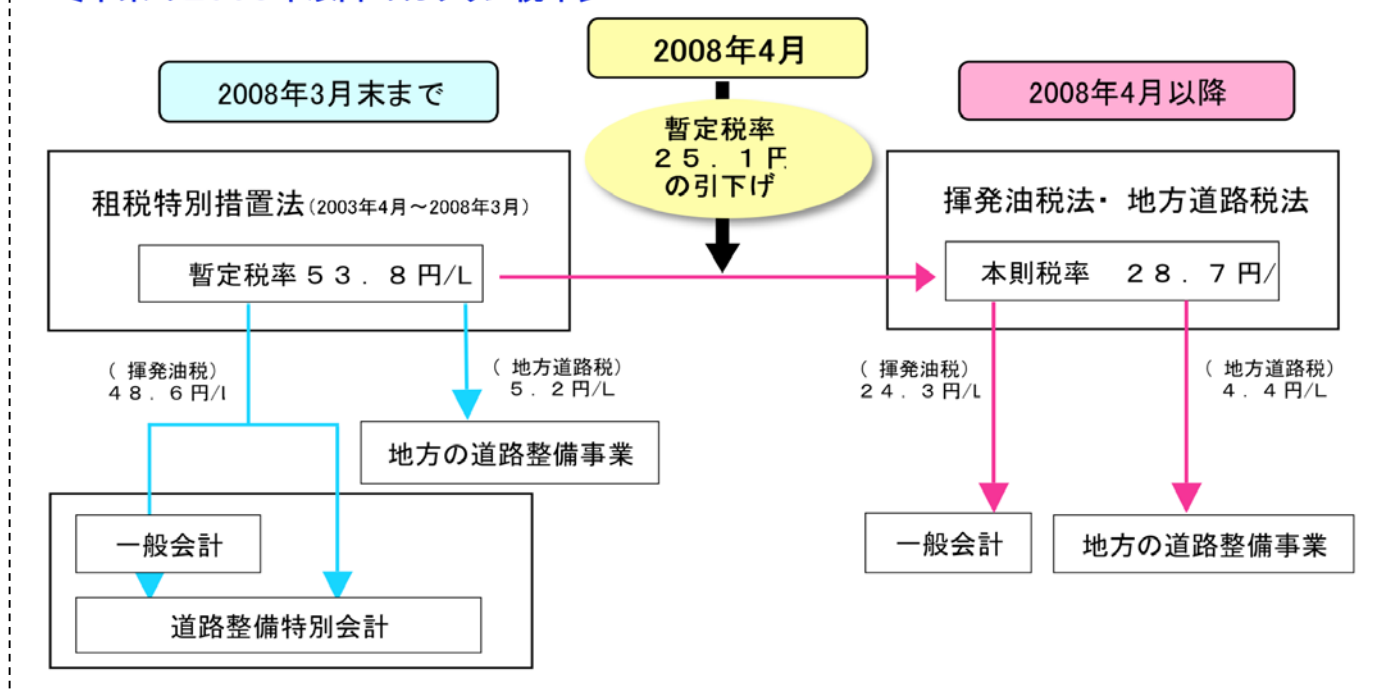 2008年4月
2008年3月末まで
2008年4月以降
暫定税率
２５．１円
の引下げ
租税特別措置法(2003年4月～2008年3月)
暫定税率５３．８円/L
揮発油税法・地方道路税法
本則税率　２８．７円/
（ 揮発油税）
４８．６円/l
（ 地方道路税）
５．２円/L
（ 揮発油税）
２４．３円/L
（ 地方道路税）
４．４円/L
地方の道路整備事業
一般会計
道路整備特別会計
一般会計
地方の道路整備事業